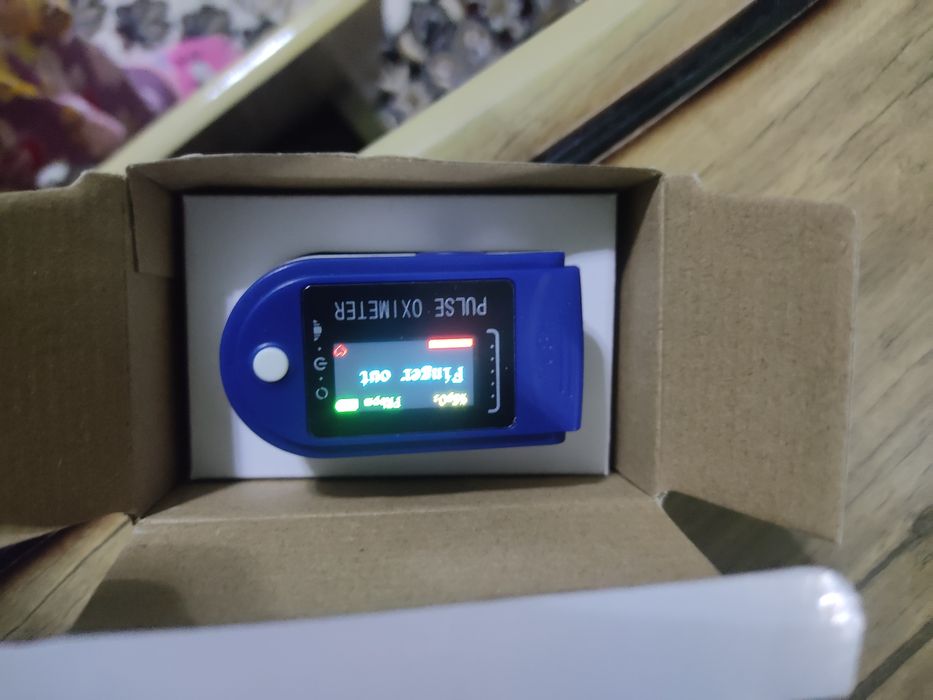 PULSE OXIMETER
Finger out
%SpO₂ PRbpm